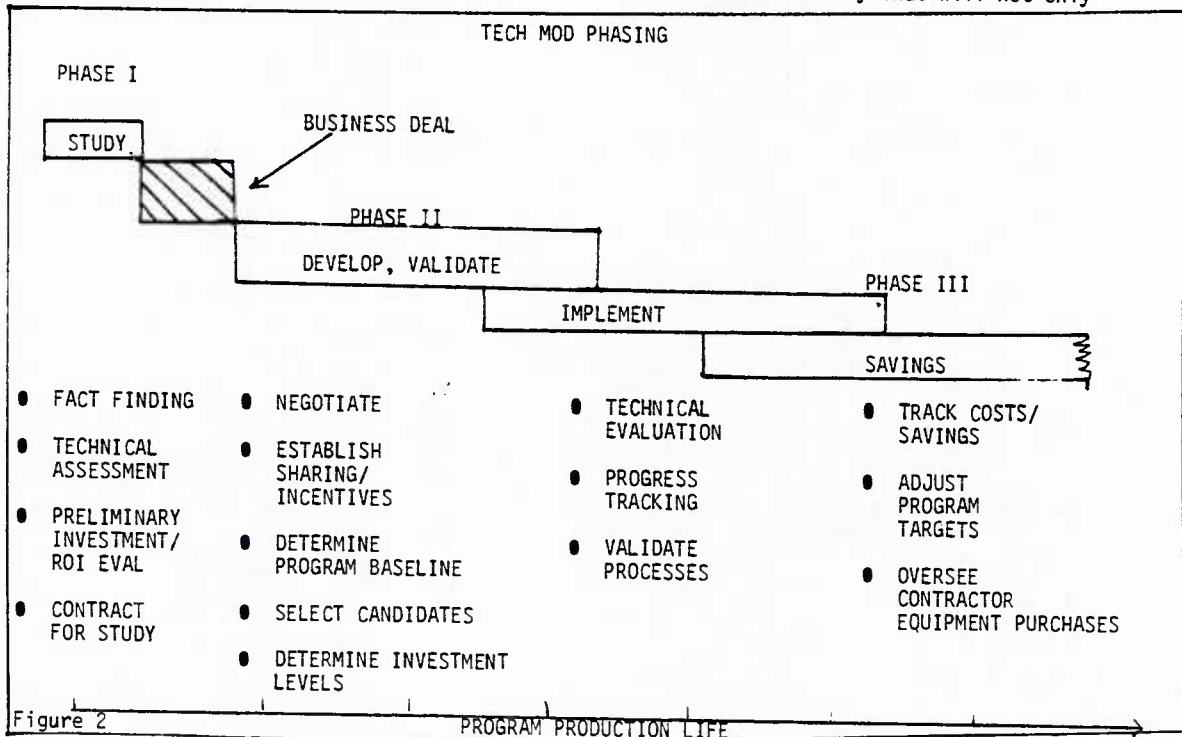 TECH MOD PHASING
PHASE I
STUDY
BUSINESS DEAL
PHASE II
DEVELOP, VALIDATE
PHASE III
IMPLEMENT
SAVINGS
● FACT FINDING
● TECHNICAL
ASSESSMENT
● PRELIMINARY
INVESTMENT/
ROI EVAL
● CONTRACT
FOR STUDY
● NEGOTIATE
● ESTABLISH
SHARING/
INCENTIVES
● DETERMINE
PROGRAM BASELINE
● SELECT CANDIDATES
● DETERMINE INVESTMENT
LEVELS
● TECHNICAL
EVALUATION
● PROGRESS
TRACKING
● VALIDATE
PROCESSES
● TRACK COSTS/
SAVINGS
● ADJUST
PROGRAM
TARGETS
● OVERSEE
CONTRACTOR
EQUIPMENT PURCHASES
Figure 2
PROGRAM PRODUCTION LIFE